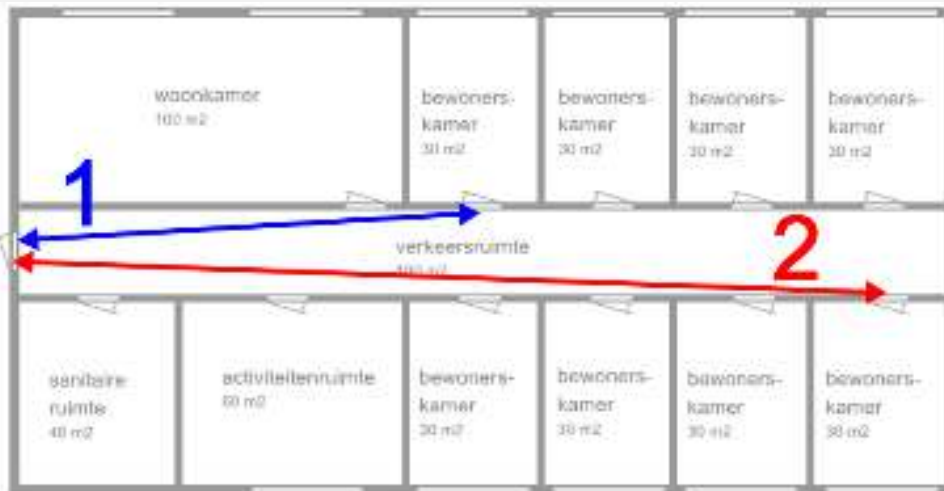 woonkamer
100 m2
bewoners-
kamer
30 m2
bewoners-
kamer
30 m2
bewoners-
kamer
30 m2
bewoners-
kamer
30 m2
1
verkeersruimte
2
sanitaire
ruimte
40 m2
activiteitenruimte
60 m2
bewoners-
kamer
30 m2
bewoners-
kamer
30 m2
bewoners-
kamer
30 m2
bewoners-
kamer
30 m2